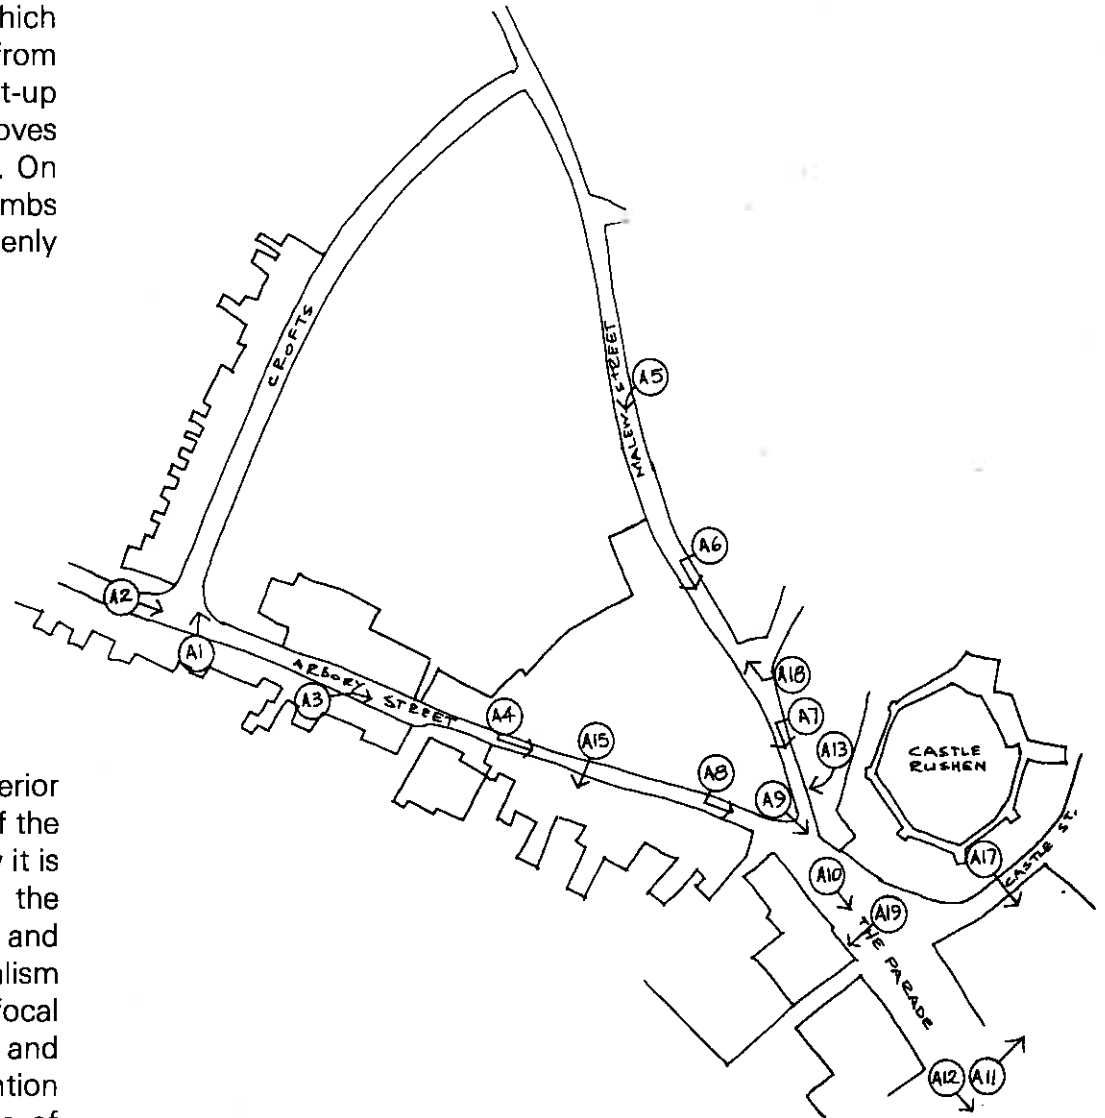 hich
from
t-up
oves
. On
mbs
enly
erior
f the
it is
the
and
alism
focal
and
ntion
CROFTS
MALEW STREET
A5
A6
A2
A1
A18
ARBORY STREET
A3
A4
A7
A15
A13
CASTLE
RUSHEN
A8
A9
A17
CASTLE ST.
A10
A19
THE PARADE
A12
A11